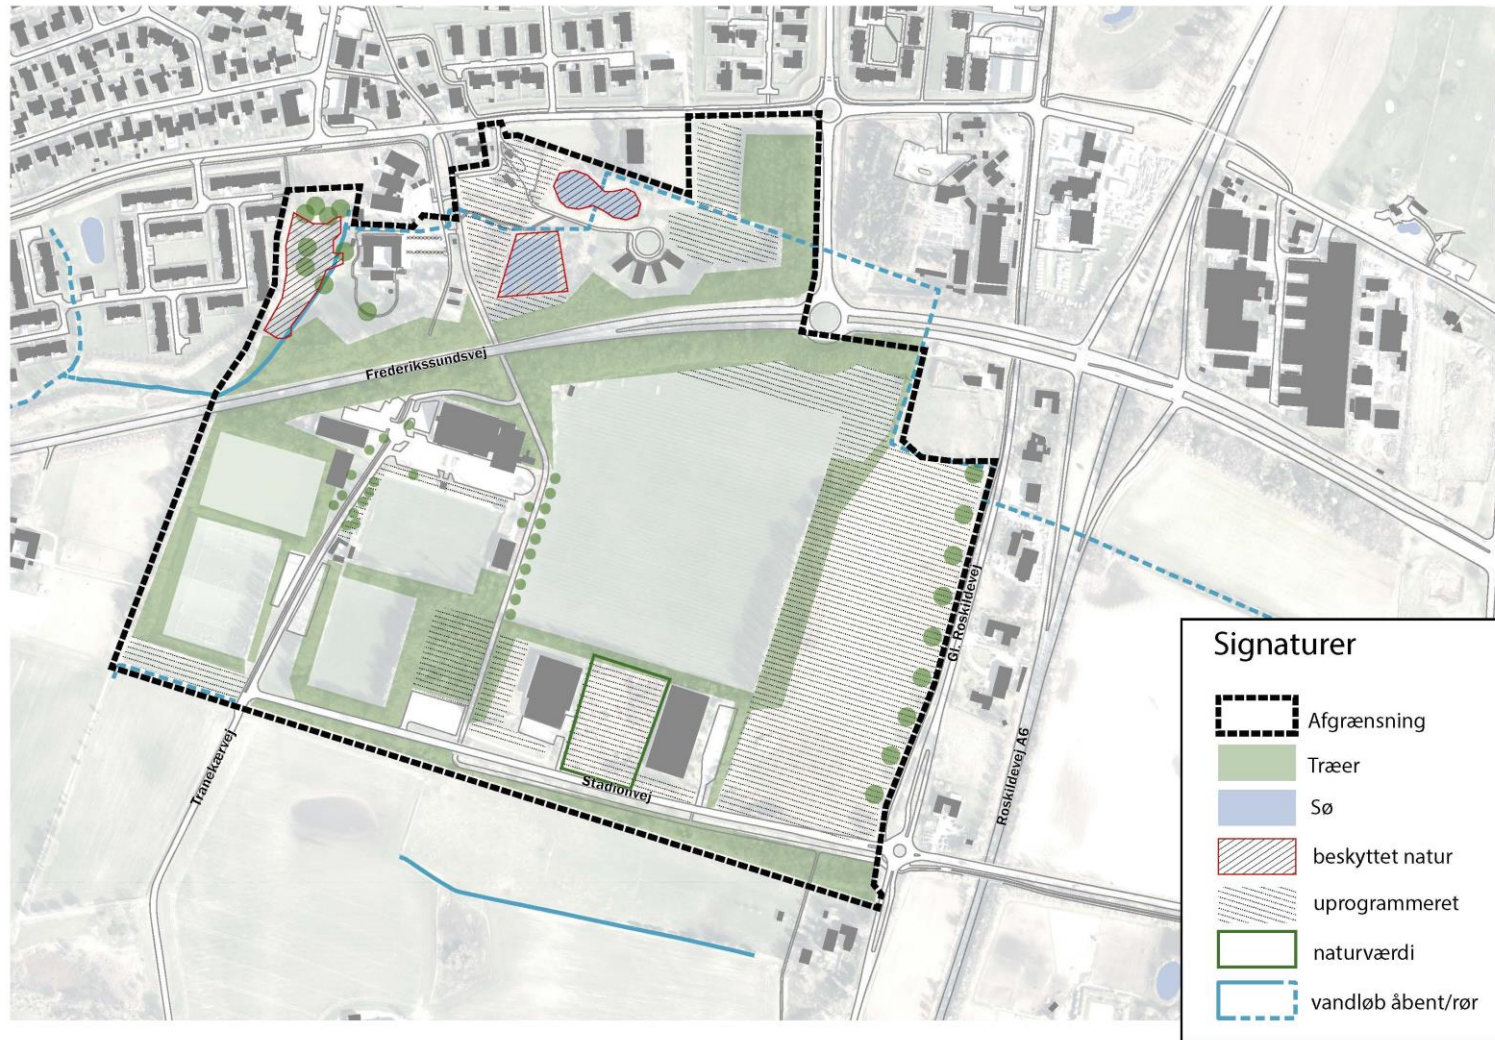 Frederikssundsvej
Gl. Roskildevej
Tranekærvej
Stadionvej
Roskildevej A6
Signaturer
Afgrænsning
Træer
Sø
beskyttet natur
uprogrammeret
naturværdi
vandløb åbent/rør